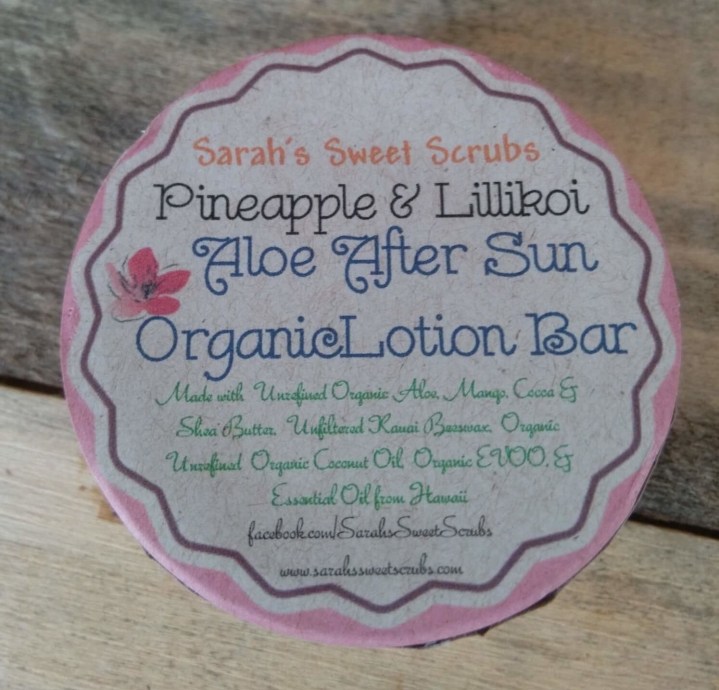 Sarah's Sweet Scrubs
Pineapple & Lillikoi
Aloe After Sun
OrganicLotion Bar
Made with Unrefined Organic Aloe, Mango, Cocoa &
Shea Butter, Unfiltered Kauai Beeswax, Organic
Unrefined Organic Coconut Oil, Organic EVOO, &
Essential Oil from Hawaii
facebook.com/SarahsSweetScrubs
www.sarahssweetscrubs.com